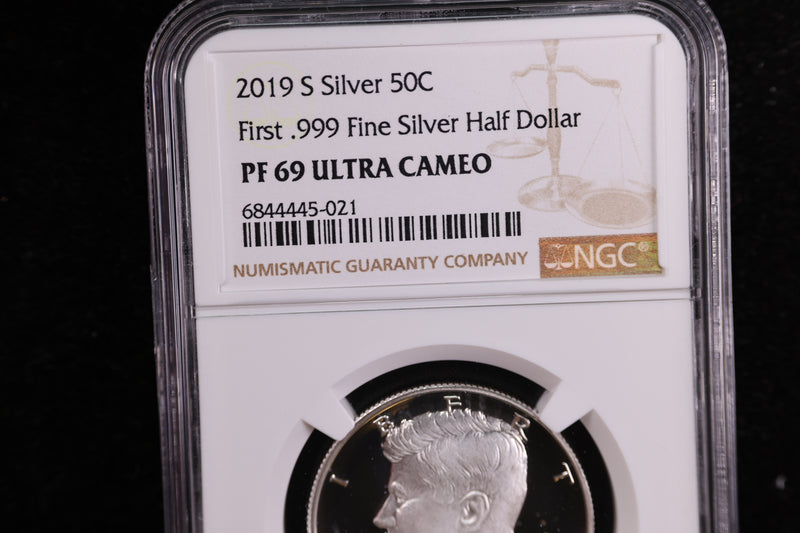 2019 S Silver 50C
First .999 Fine Silver Half Dollar
PF 69 ULTRA CAMEO
6844445-021
NUMISMATIC GUARANTY COMPANY
NGC®
I B E R T